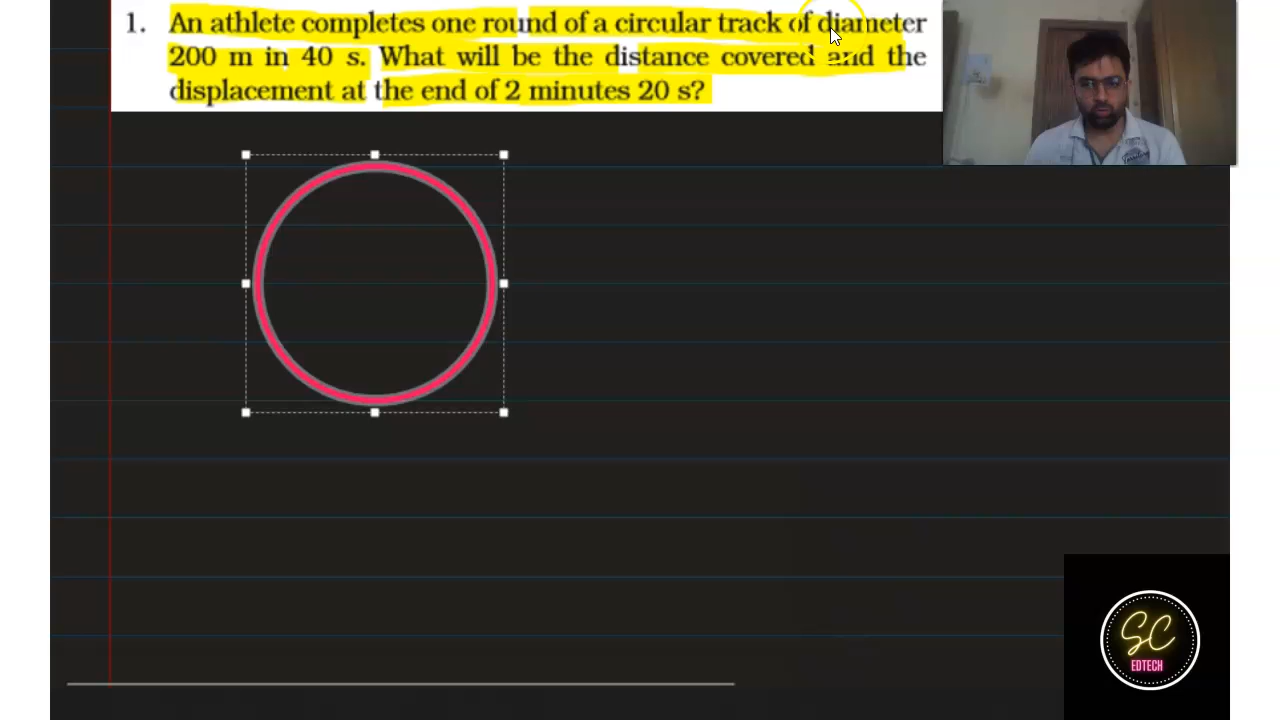 1. An athlete completes one round of a circular track of diameter
200 m in 40 s. What will be the distance covered and the
displacement at the end of 2 minutes 20 s?
SC
EDTECH